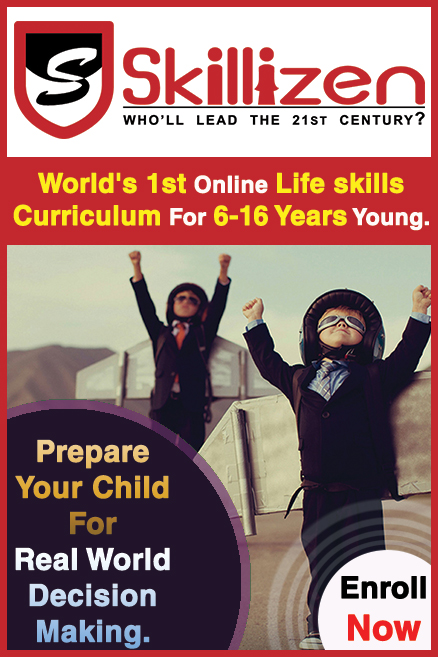 S Skillizen
WHO'LL LEAD THE 21ST CENTURY?
World's 1st Online Life skills
Curriculum For 6-16 Years Young.
Prepare
Your Child
For
Real World
Decision
Making.
Enroll
Now